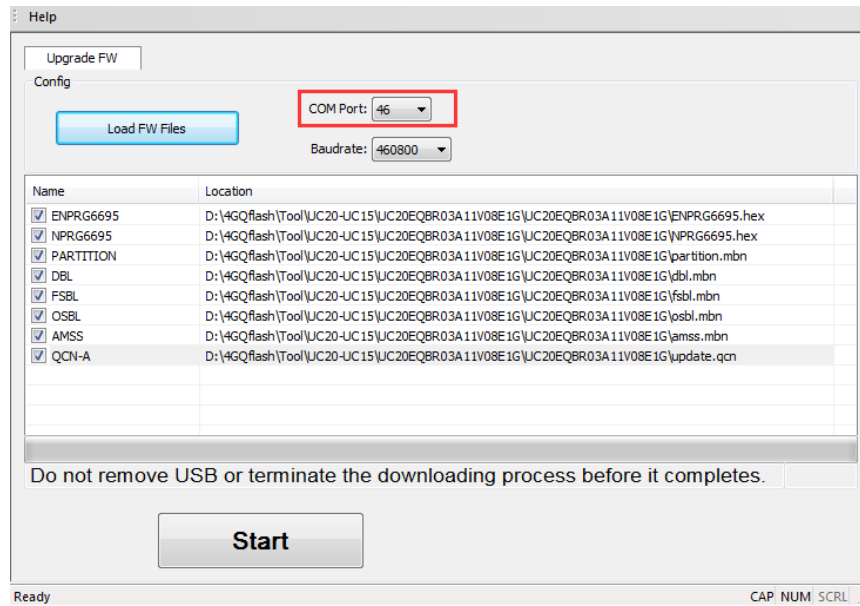 Help
Upgrade FW
Config
Load FW Files
COM Port: 46
Baudrate: 460800
Name Location
ENPRG6695 D:\4GQflash\Tool\UC20-UC15\UC20EQBR03A11V08E1G\UC20EQBR03A11V08E1G\ENPRG6695.hex
NPRG6695 D:\4GQflash\Tool\UC20-UC15\UC20EQBR03A11V08E1G\UC20EQBR03A11V08E1G\NPRG6695.hex
PARTITION D:\4GQflash\Tool\UC20-UC15\UC20EQBR03A11V08E1G\UC20EQBR03A11V08E1G\partition.mbn
DBL D:\4GQflash\Tool\UC20-UC15\UC20EQBR03A11V08E1G\UC20EQBR03A11V08E1G\dbl.mbn
FSBL D:\4GQflash\Tool\UC20-UC15\UC20EQBR03A11V08E1G\UC20EQBR03A11V08E1G\fsbl.mbn
OSBL D:\4GQflash\Tool\UC20-UC15\UC20EQBR03A11V08E1G\UC20EQBR03A11V08E1G\osbl.mbn
AMSS D:\4GQflash\Tool\UC20-UC15\UC20EQBR03A11V08E1G\UC20EQBR03A11V08E1G\amss.mbn
QCN-A D:\4GQflash\Tool\UC20-UC15\UC20EQBR03A11V08E1G\UC20EQBR03A11V08E1G\update.qcn
Do not remove USB or terminate the downloading process before it completes.
Start
Ready CAP NUM SCRL